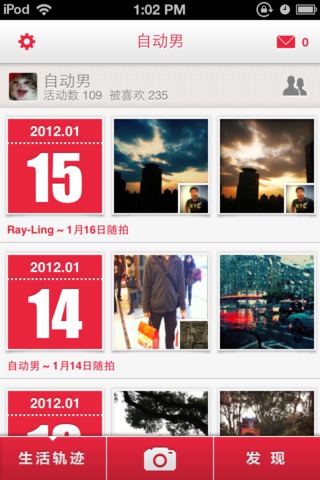 iPod 1:02 PM
自动男 0
自动男
活动数 109 被喜欢 235
2012.01
15
Ray-Ling ~ 1月16日随拍
2012.01
14
自动男 ~ 1月14日随拍
2012.01
生活轨迹
发 现